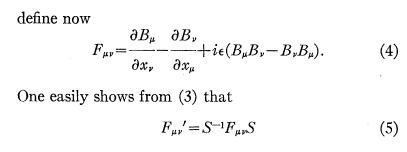 define now
F_{μν} = ∂B_μ/∂x_ν − ∂B_ν/∂x_μ + iϵ(B_μB_ν − B_νB_μ). (4)
One easily shows from (3) that
F_{μν}′ = S^{−1}F_{μν}S (5)